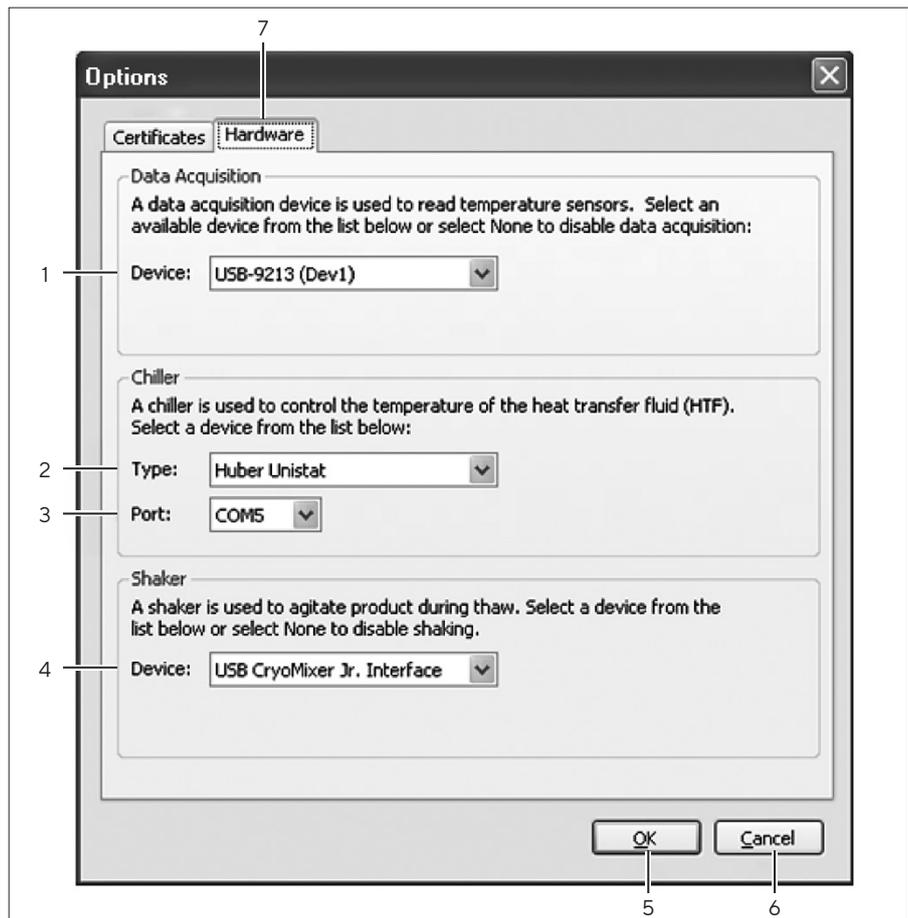 7
Options
Certificates Hardware
Data Acquisition
A data acquisition device is used to read temperature sensors. Select an
available device from the list below or select None to disable data acquisition:
1 Device: USB-9213 (Dev1)
Chiller
A chiller is used to control the temperature of the heat transfer fluid (HTF).
Select a device from the list below:
2 Type: Huber Unistat
3 Port: COM5
Shaker
A shaker is used to agitate product during thaw. Select a device from the
list below or select None to disable shaking.
4 Device: USB CryoMixer Jr. Interface
OK Cancel
5 6